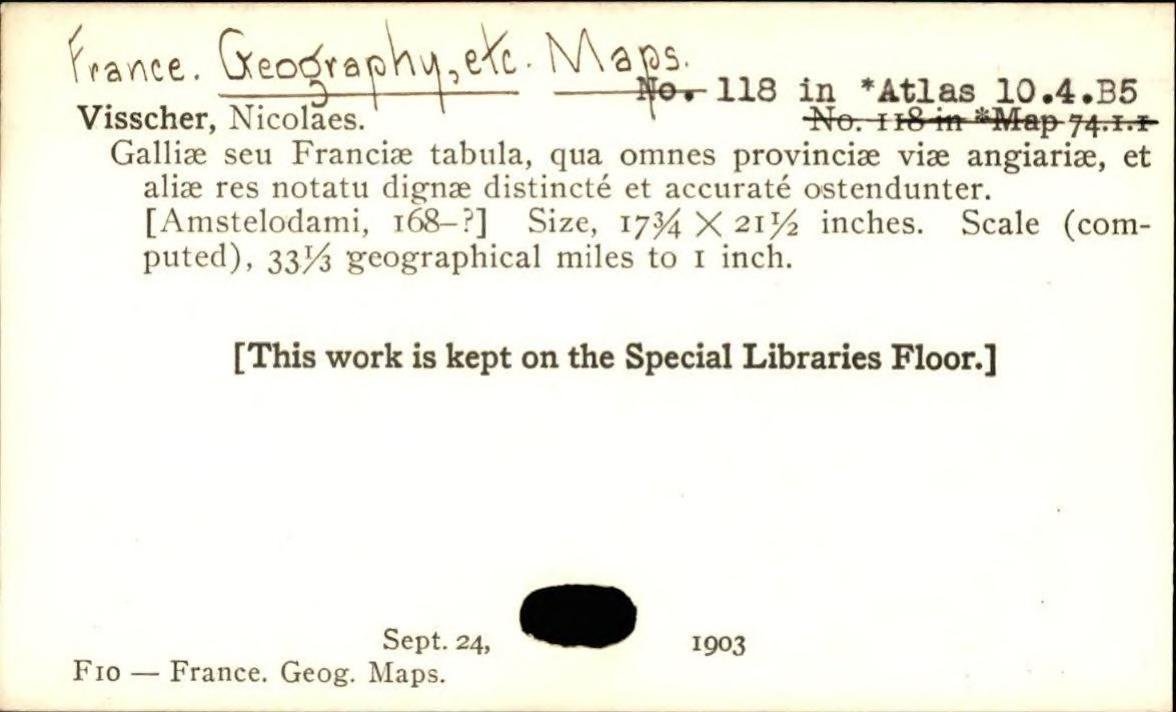 France. Geography, etc. Maps.
No. 118 in *Atlas 10.4.B5
Visscher, Nicolaes. No. 118 in *Map 74.1.1
Galliæ seu Franciæ tabula, qua omnes provinciæ viæ angiariæ, et
aliæ res notatu dignæ distincté et accuraté ostendunter.
[Amstelodami, 168–?] Size, 17¾ X 21½ inches. Scale (com-
puted), 33⅓ geographical miles to 1 inch.
[This work is kept on the Special Libraries Floor.]
Sept. 24, 1903
F10 — France. Geog. Maps.